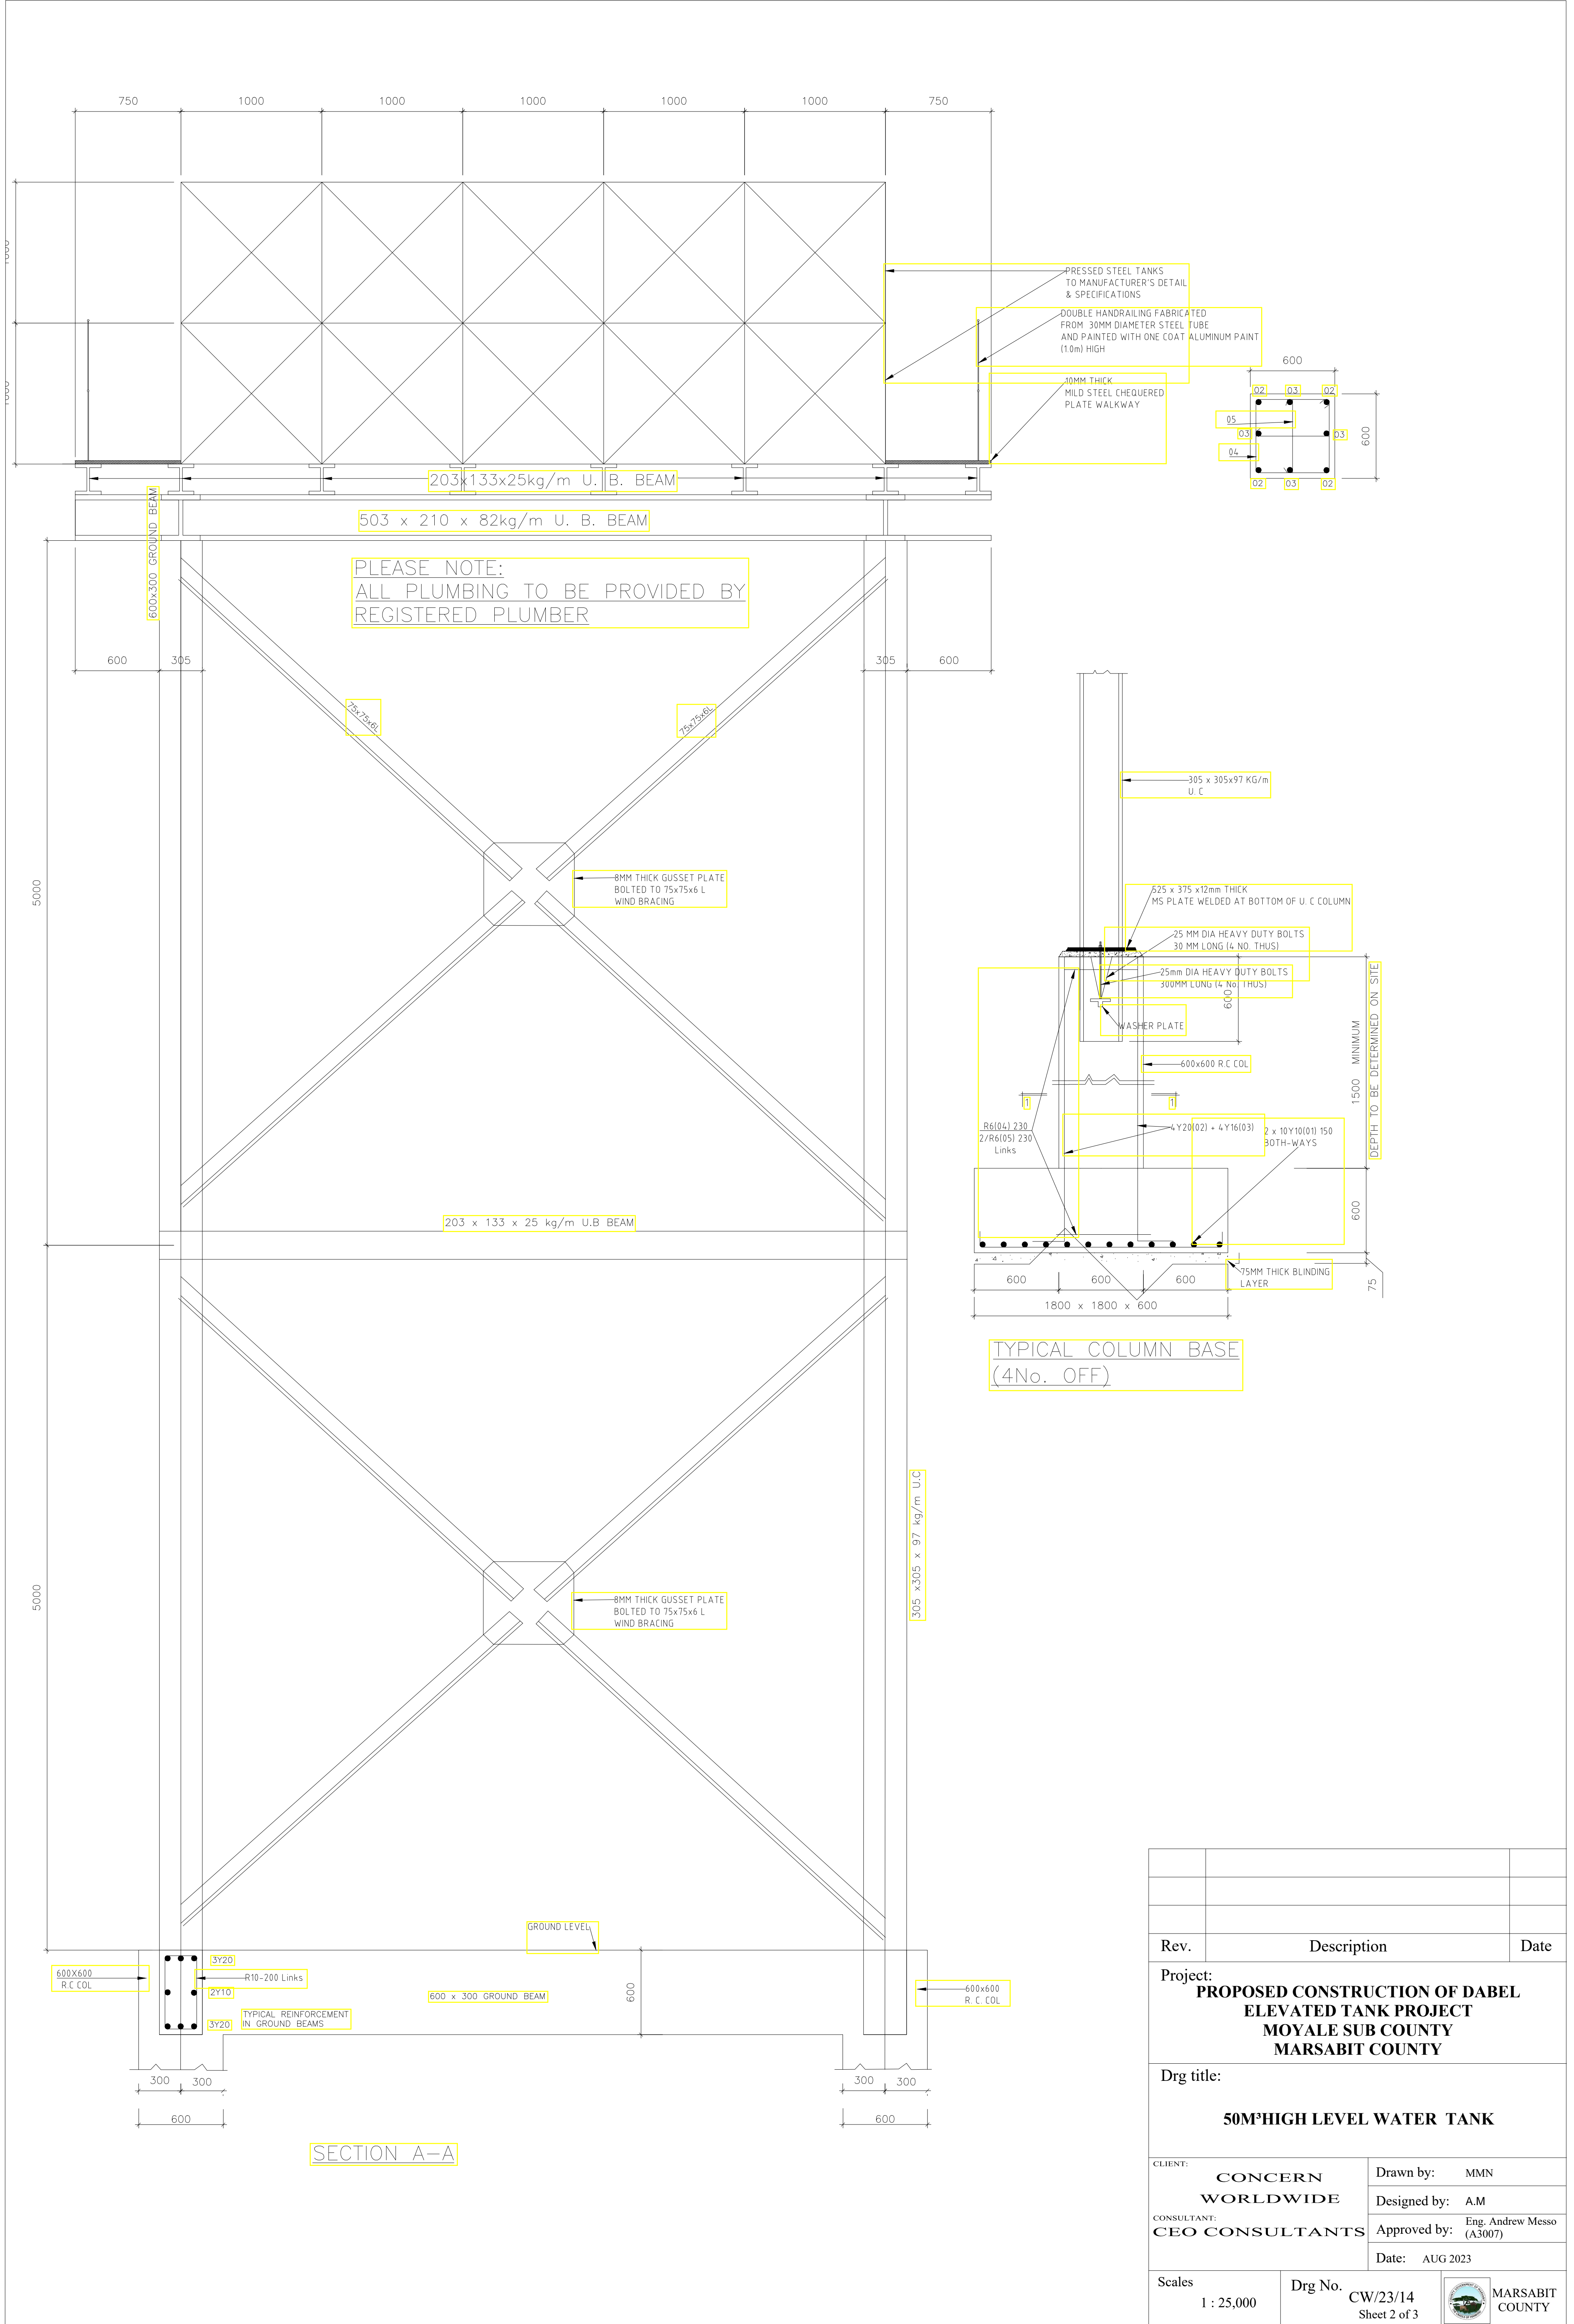 750 1000 1000 1000 1000 1000 750
PRESSED STEEL TANKS
TO MANUFACTURER'S DETAIL
& SPECIFICATIONS
DOUBLE HANDRAILING FABRICATED
FROM 30MM DIAMETER STEEL TUBE
AND PAINTED WITH ONE COAT ALUMINUM PAINT
(1.0m) HIGH
10MM THICK
MILD STEEL CHEQUERED
PLATE WALKWAY
600
02 03 02
05
03 03
04
02 03 02
600
203x133x25kg/m U. B. BEAM
503 x 210 x 82kg/m U. B. BEAM
600x300 GROUND BEAM
PLEASE NOTE:
ALL PLUMBING TO BE PROVIDED BY
REGISTERED PLUMBER
600 305 305 600
75x75x6L
75x75x6L
5000
8MM THICK GUSSET PLATE
BOLTED TO 75x75x6 L
WIND BRACING
203 x 133 x 25 kg/m U.B BEAM
305 x 305x97 KG/m
U. C
525 x 375 x12mm THICK
MS PLATE WELDED AT BOTTOM OF U. C COLUMN
25 MM DIA HEAVY DUTY BOLTS
30 MM LONG (4 NO. THUS)
25mm DIA HEAVY DUTY BOLTS
300MM LUNG (4 No. THUS)
600
WASHER PLATE
600x600 R.C COL
1 1
R6(04) 230
2/R6(05) 230
Links
4Y20(02) + 4Y16(03)
2 x 10Y10(01) 150
BOTH-WAYS
1500 MINIMUM
DEPTH TO BE DETERMINED ON SITE
600
75
75MM THICK BLINDING
LAYER
600 600 600
1800 x 1800 x 600
TYPICAL COLUMN BASE
(4No. OFF)
5000
8MM THICK GUSSET PLATE
BOLTED TO 75x75x6 L
WIND BRACING
305 x305 x 97 kg/m U.C
GROUND LEVEL
600X600
R.C COL
3Y20
R10-200 Links
2Y10
3Y20
TYPICAL REINFORCEMENT
IN GROUND BEAMS
600 x 300 GROUND BEAM
600
600x600
R. C. COL
300 300 300 300
600 600
SECTION A-A
Rev. Description Date
Project:
PROPOSED CONSTRUCTION OF DABEL
ELEVATED TANK PROJECT
MOYALE SUB COUNTY
MARSABIT COUNTY
Drg title:
50M³HIGH LEVEL WATER TANK
CLIENT:
CONCERN
WORLDWIDE
CONSULTANT:
CEO CONSULTANTS
Drawn by: MMN
Designed by: A.M
Approved by: Eng. Andrew Messo
(A3007)
Date: AUG 2023
Scales
1 : 25,000
Drg No.
CW/23/14
Sheet 2 of 3
MARSABIT
COUNTY